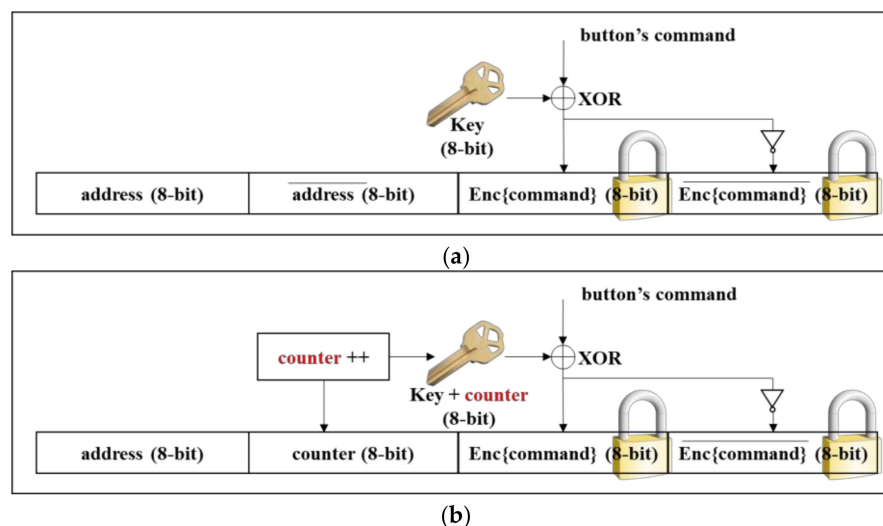 button's command
XOR
Key
(8-bit)
address (8-bit)
address (8-bit)
Enc{command} (8-bit)
Enc{command} (8-bit)
(a)
button's command
counter ++
XOR
Key + counter
(8-bit)
address (8-bit)
counter (8-bit)
Enc{command} (8-bit)
Enc{command} (8-bit)
(b)